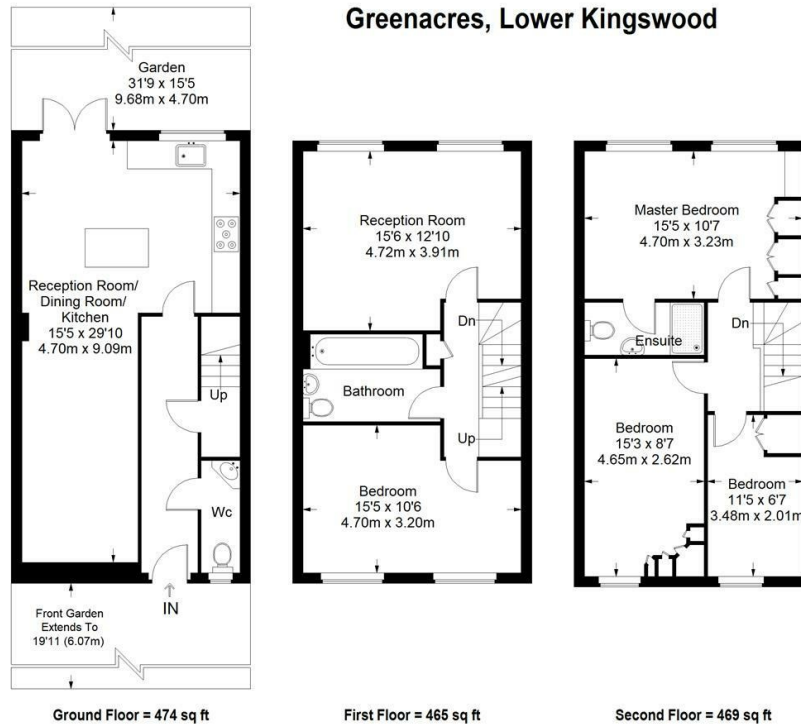 Greenacres, Lower Kingswood
Garden
31'9 x 15'5
9.68m x 4.70m
Reception Room/
Dining Room/
Kitchen
15'5 x 29'10
4.70m x 9.09m
Up
Wc
IN
Front Garden
Extends To
19'11 (6.07m)
Ground Floor = 474 sq ft
Reception Room
15'6 x 12'10
4.72m x 3.91m
Dn
Bathroom
Up
Bedroom
15'5 x 10'6
4.70m x 3.20m
First Floor = 465 sq ft
Master Bedroom
15'5 x 10'7
4.70m x 3.23m
Ensuite
Dn
Bedroom
15'3 x 8'7
4.65m x 2.62m
Bedroom
11'5 x 6'7
3.48m x 2.01m
Second Floor = 469 sq ft